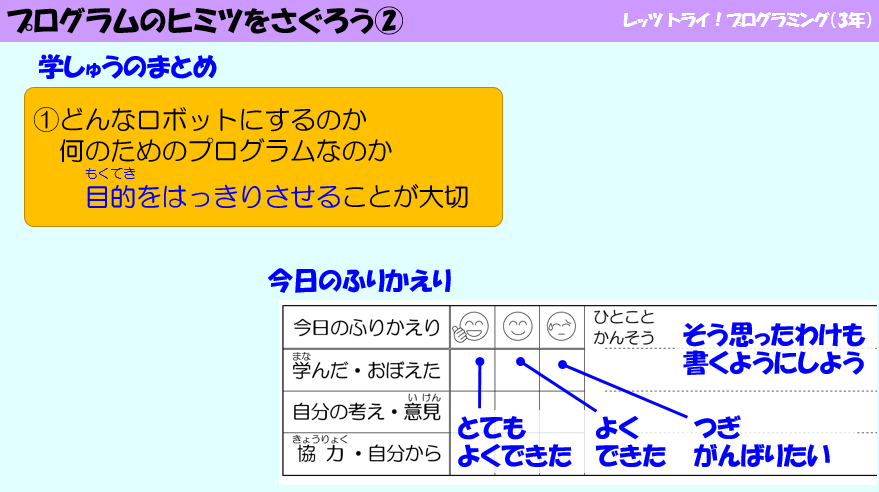 プログラムのヒミツをさぐろう②
レッツ トライ！プログラミング（3年）
学しゅうのまとめ
①どんなロボットにするのか
何のためのプログラムなのか
もくてき
目的をはっきりさせることが大切
今日のふりかえり
今日のふりかえり
ひとこと
かんそう
そう思ったわけも
書くようにしよう
まな
学んだ・おぼえた
い けん
自分の考え・意見
きょうりょく
協力・自分から
とても
よくできた
よく
できた
つぎ
がんばりたい